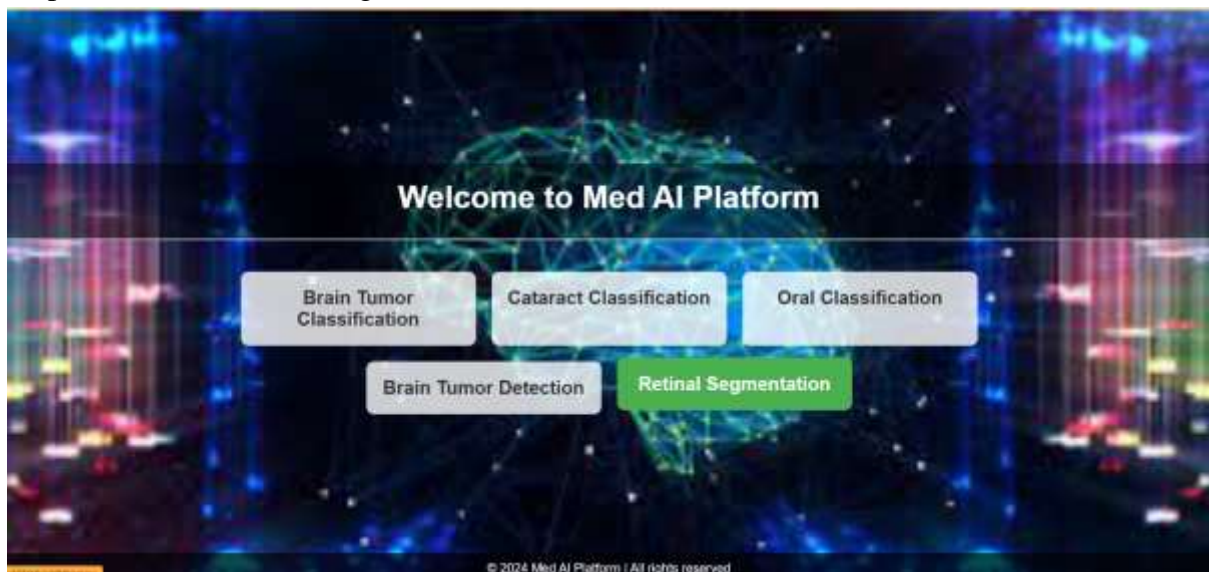 Welcome to Med AI Platform
Brain Tumor
Classification
Cataract Classification
Oral Classification
Brain Tumor Detection
Retinal Segmentation
© 2024 Med AI Platform | All rights reserved